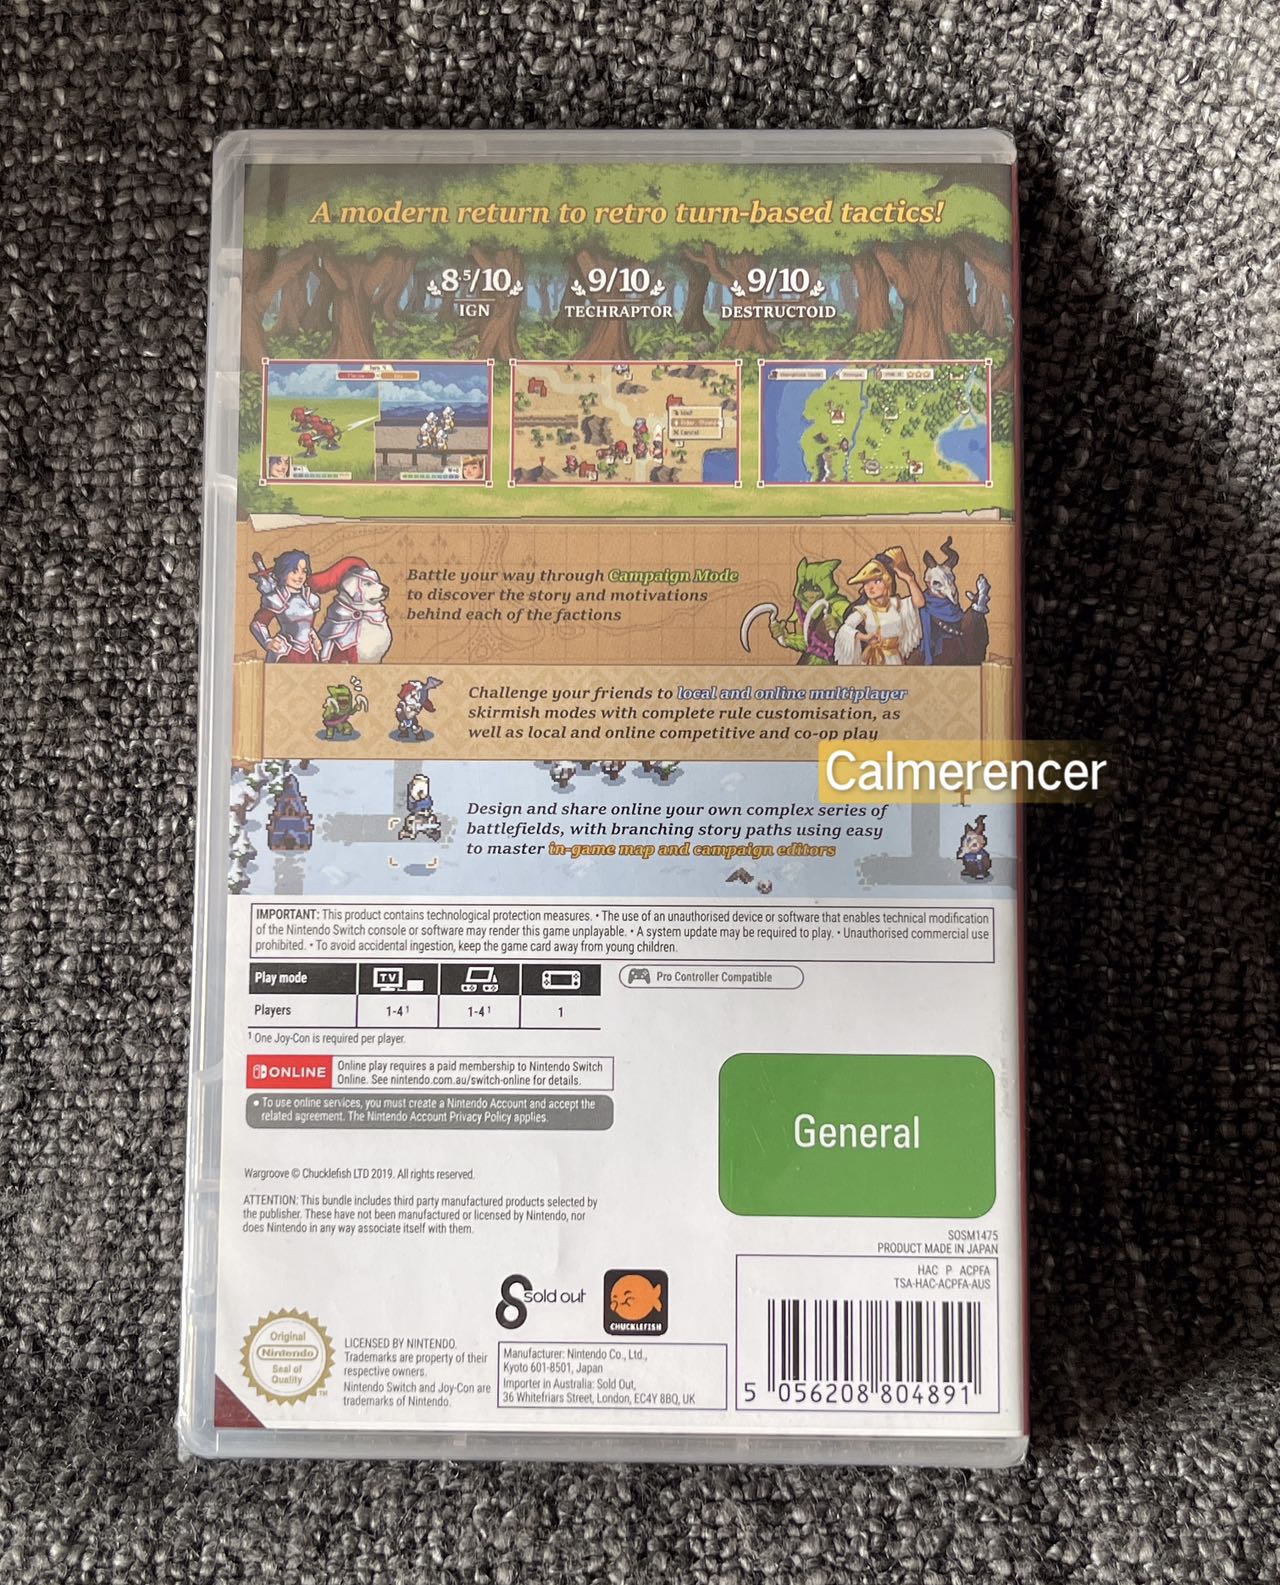 A modern return to retro turn-based tactics!
8.5/10 9/10 9/10
IGN TECHRAPTOR DESTRUCTOID
Battle your way through Campaign Mode
to discover the story and motivations
behind each of the factions
Challenge your friends to local and online multiplayer
skirmish modes with complete rule customisation, as
well as local and online competitive and co-op play
Calmerencer
Design and share online your own complex series of
battlefields, with branching story paths using easy
to master in-game map and campaign editors
IMPORTANT: This product contains technological protection measures. • The use of an unauthorised device or software that enables technical modification
of the Nintendo Switch console or software may render this game unplayable. • A system update may be required to play. • Unauthorised commercial use
prohibited. • To avoid accidental ingestion, keep the game card away from young children.
Play mode TV
Pro Controller Compatible
Players 1-4¹ 1-4¹ 1
¹ One Joy-Con is required per player.
ONLINE
Online play requires a paid membership to Nintendo Switch
Online. See nintendo.com.au/switch-online for details.
• To use online services, you must create a Nintendo Account and accept the
related agreement. The Nintendo Account Privacy Policy applies.
General
Wargroove © Chucklefish LTD 2019. All rights reserved.
ATTENTION: This bundle includes third party manufactured products selected by
the publisher. These have not been manufactured or licensed by Nintendo, nor
does Nintendo in any way associate itself with them.
SOSM1475
PRODUCT MADE IN JAPAN
HAC P ACPFA
TSA-HAC-ACPFA-AUS
sold out
CHUCKLEFISH
Original
Nintendo
Seal of
Quality
TM
LICENSED BY NINTENDO.
Trademarks are property of their
respective owners.
Nintendo Switch and Joy-Con are
trademarks of Nintendo.
Manufacturer: Nintendo Co., Ltd.,
Kyoto 601-8501, Japan
Importer in Australia: Sold Out,
36 Whitefriars Street, London, EC4Y 8BQ, UK
5 056208 804891